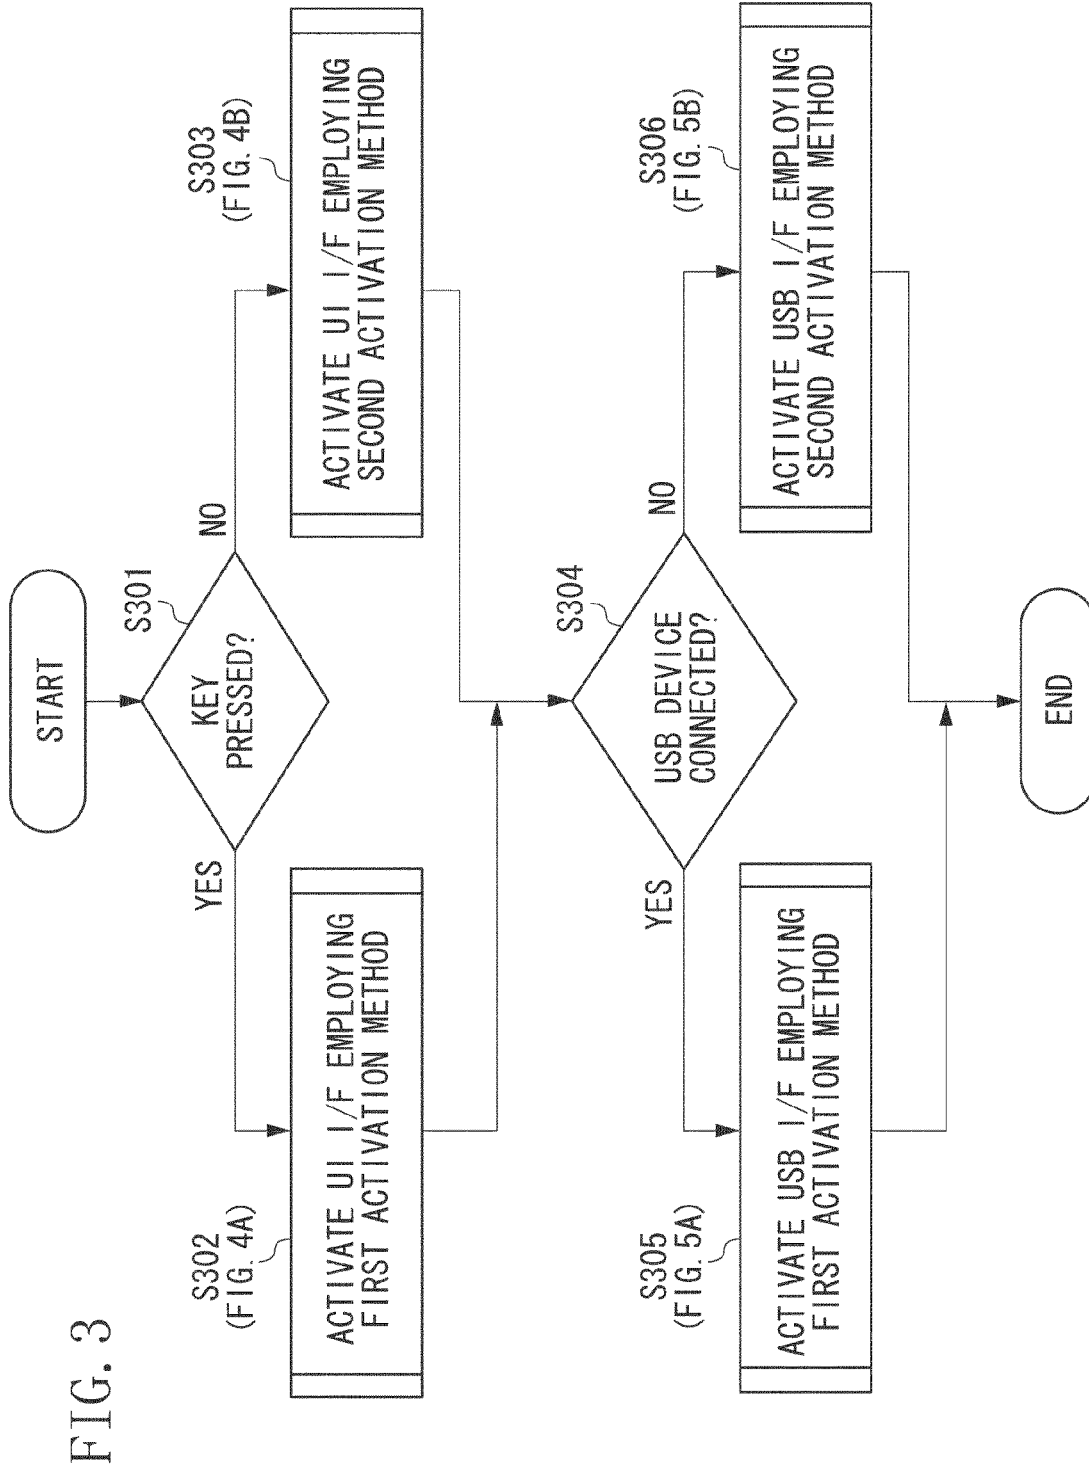 FIG. 3
START
S301
KEY
PRESSED?
YES
NO
S302
(FIG. 4A)
ACTIVATE UI I/F EMPLOYING
FIRST ACTIVATION METHOD
S303
(FIG. 4B)
ACTIVATE UI I/F EMPLOYING
SECOND ACTIVATION METHOD
S304
USB DEVICE
CONNECTED?
YES
NO
S305
(FIG. 5A)
ACTIVATE USB I/F EMPLOYING
FIRST ACTIVATION METHOD
S306
(FIG. 5B)
ACTIVATE USB I/F EMPLOYING
SECOND ACTIVATION METHOD
END